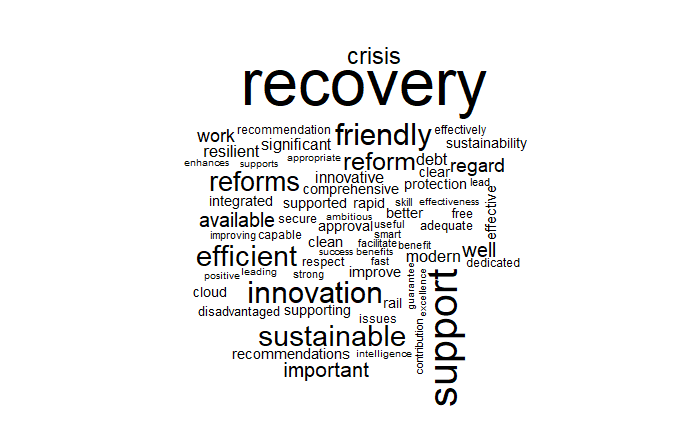 crisis
recovery
work recommendation friendly effectively
resilient significant sustainability
enhances supports appropriate reform debt regard
reforms innovative clear
comprehensive protection lead
integrated supported rapid skill effectiveness effective
available secure ambitious better free
improving capable approval useful adequate
clean smart facilitate benefit
efficient success benefits modern well
respect fast dedicated
positive leading strong improve
cloud innovation rail guarantee excellence support
disadvantaged supporting
issues
sustainable contribution
recommendations intelligence
important